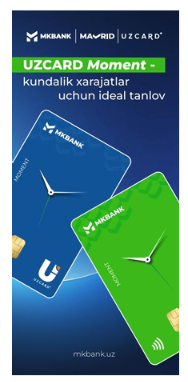 MKBANK | MAVRID | UZCARD
UZCARD Moment -
kundalik xarajatlar
uchun ideal tanlov
MKBANK
MOMENT
UZCARD
MKBANK
MOMENT
mkbank.uz